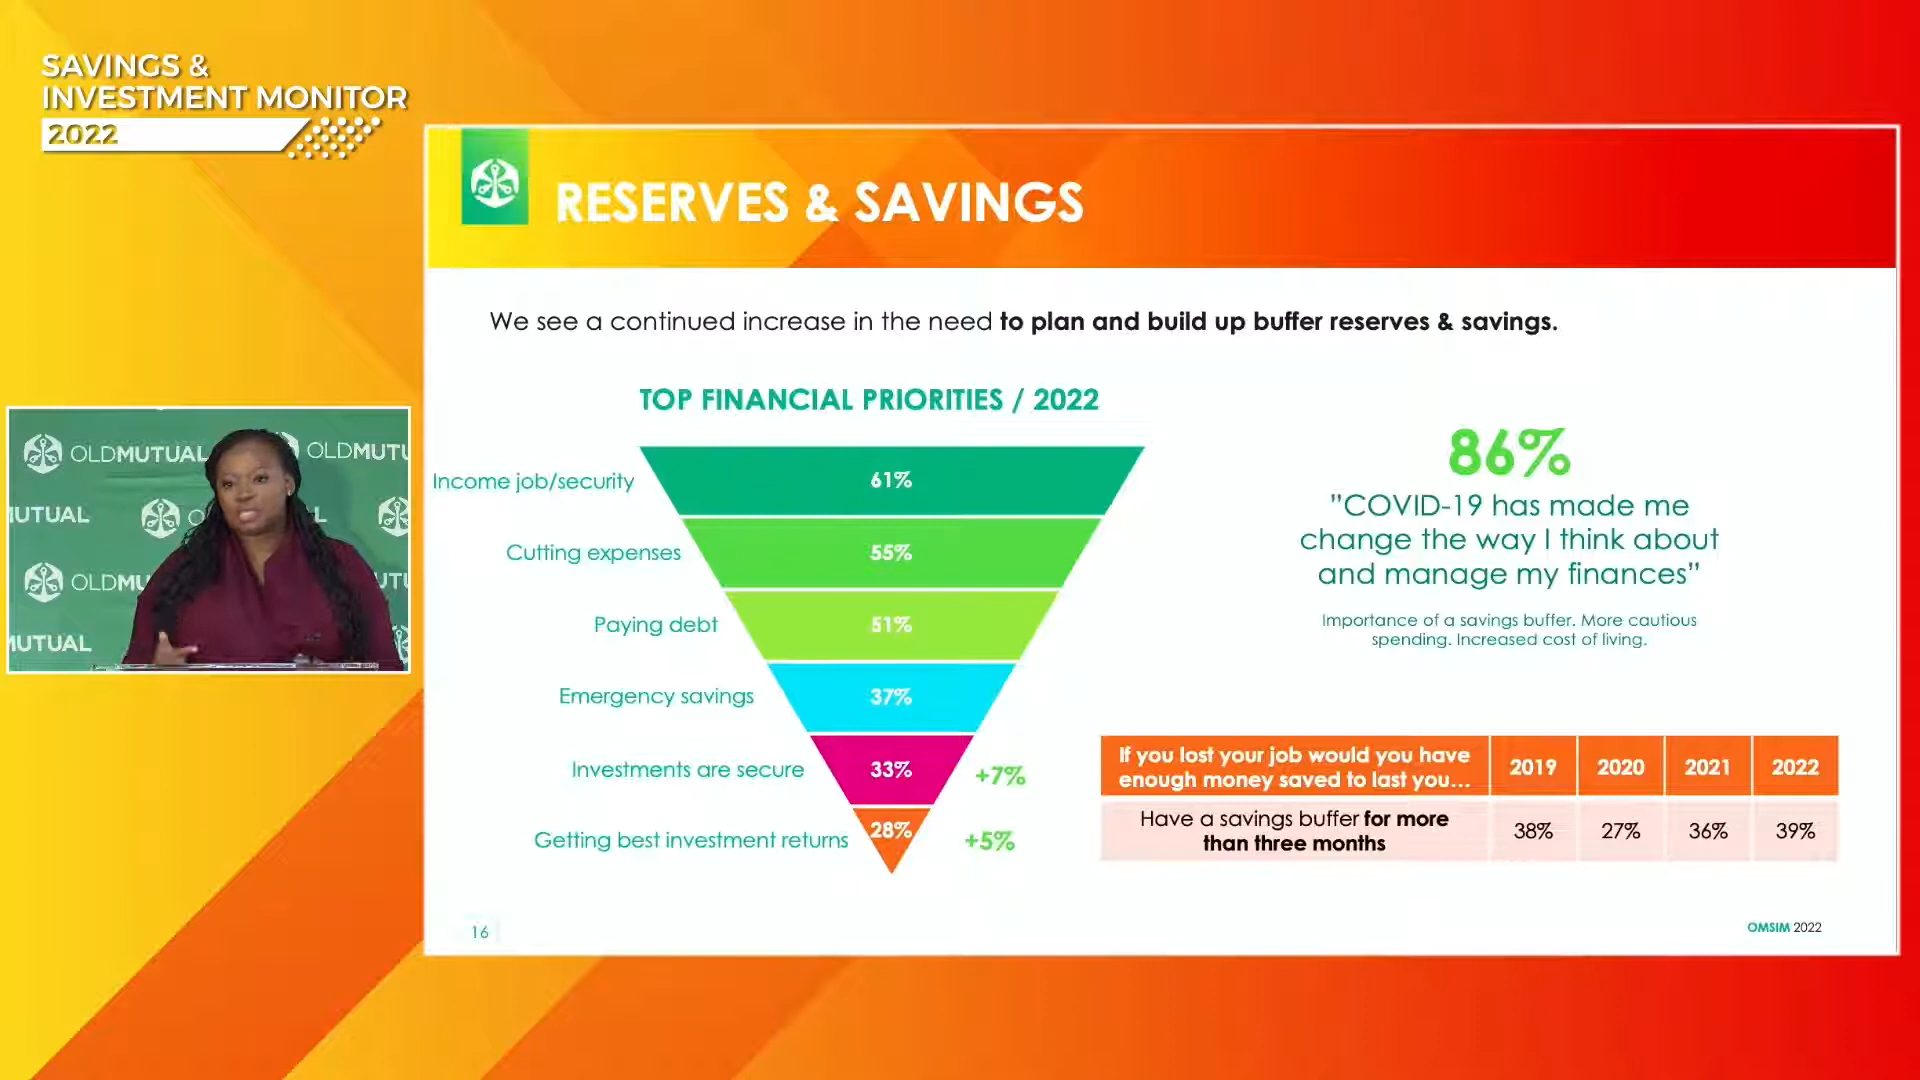 SAVINGS &
INVESTMENT MONITOR
2022
RESERVES & SAVINGS
We see a continued increase in the need to plan and build up buffer reserves & savings.
TOP FINANCIAL PRIORITIES / 2022
Income job/security 61%
Cutting expenses 55%
Paying debt 51%
Emergency savings 37%
Investments are secure 33% +7%
Getting best investment returns 28% +5%
86%
”COVID-19 has made me
change the way I think about
and manage my finances”
Importance of a savings buffer. More cautious
spending. Increased cost of living.
If you lost your job would you have
enough money saved to last you...
2019 2020 2021 2022
Have a savings buffer for more
than three months
38% 27% 36% 39%
16
OMSIM 2022
OLDMUTUAL OLDMUTU
UTUAL O L
OLDMU UTU
MUTUAL